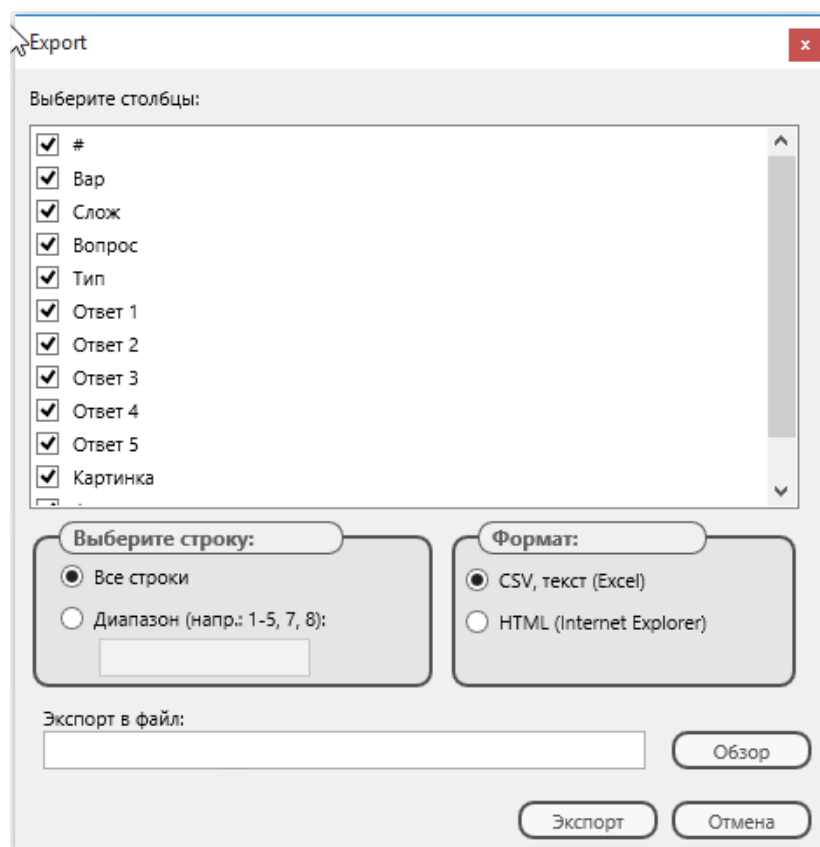 Export
x
Выберите столбцы:
#
Вар
Слож
Вопрос
Тип
Ответ 1
Ответ 2
Ответ 3
Ответ 4
Ответ 5
Картинка
Выберите строку:
Все строки
Диапазон (напр.: 1-5, 7, 8):
Формат:
CSV, текст (Excel)
HTML (Internet Explorer)
Экспорт в файл:
Обзор
Экспорт
Отмена